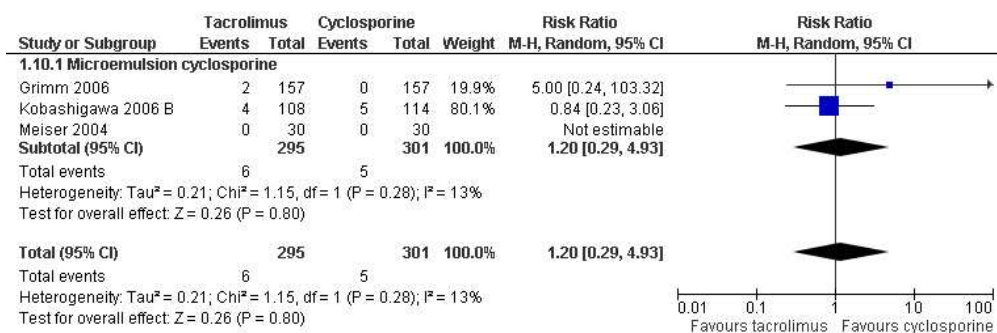 Tacrolimus Cyclosporine Risk Ratio Risk Ratio
Study or Subgroup Events Total Events Total Weight M-H, Random, 95% CI M-H, Random, 95% CI
1.10.1 Microemulsion cyclosporine
Grimm 2006 2 157 0 157 19.9% 5.00 [0.24, 103.32]
Kobashigawa 2006 B 4 108 5 114 80.1% 0.84 [0.23, 3.06]
Meiser 2004 0 30 0 30 Not estimable
Subtotal (95% CI) 295 301 100.0% 1.20 [0.29, 4.93]
Total events 6 5
Heterogeneity: Tau² = 0.21; Chi² = 1.15, df = 1 (P = 0.28); I² = 13%
Test for overall effect: Z = 0.26 (P = 0.80)
Total (95% CI) 295 301 100.0% 1.20 [0.29, 4.93]
Total events 6 5
Heterogeneity: Tau² = 0.21; Chi² = 1.15, df = 1 (P = 0.28); I² = 13%
Test for overall effect: Z = 0.26 (P = 0.80)
0.01 0.1 1 10 100
Favours tacrolimus Favours cyclosporine